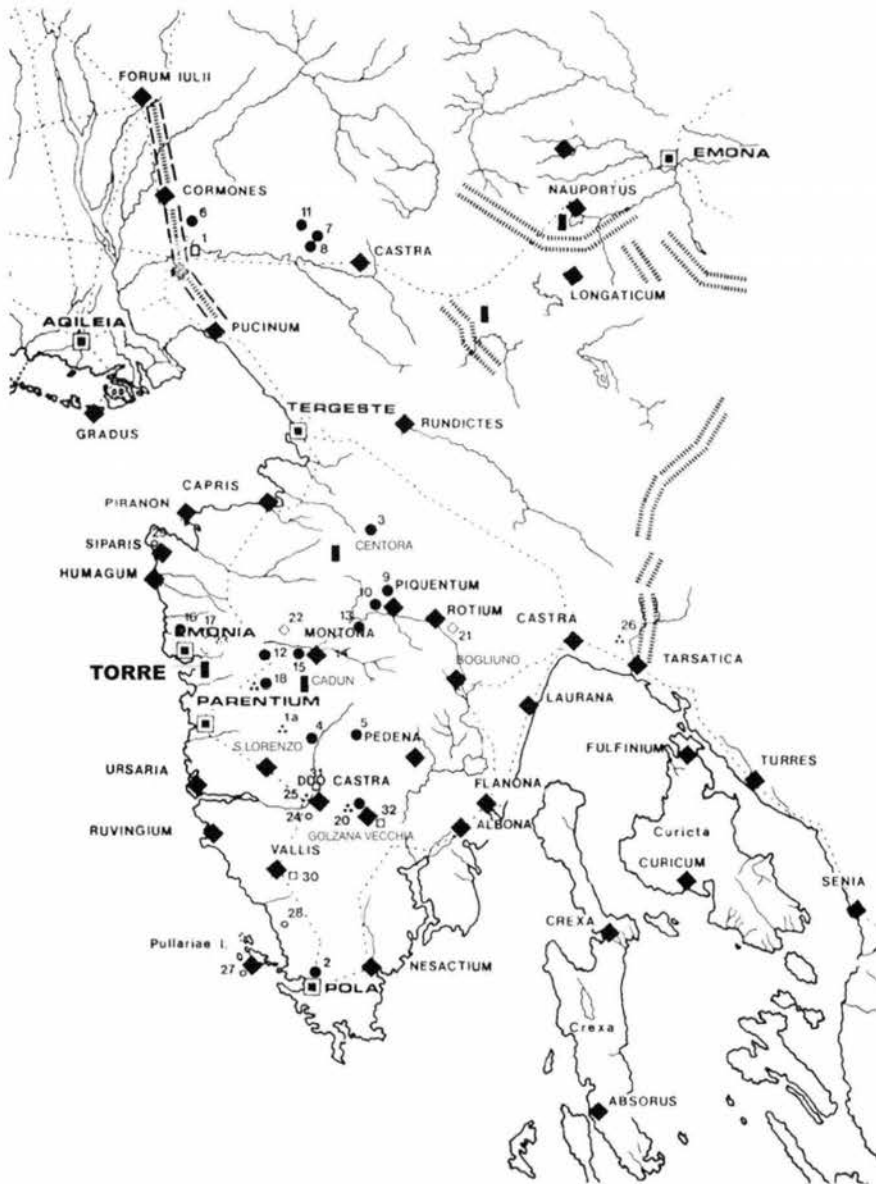 FORUM IULII
EMONA
CORMONES
NAUPORTUS
6
11
7
1
8
CASTRA
LONGATICUM
AQILEIA
PUCINUM
TERGESTE
RUNDICTES
GRADUS
CAPRIS
PIRANON
3
CENTORA
29
SIPARIS
HUMAGUM
9
PIQUENTUM
10
ROTIUM
16
17
22
13
21
CASTRA
26
EMONIA
MONTONA
14
TORRE
12
15
BOGLIUNO
TARSATICA
CADUN
18
PARENTIUM
LAURANA
1a
4
5
PEDENA
S.LORENZO
FULFINIUM
TURRES
URSARIA
31
DUO CASTRA
25
FLANONA
24
20
32
GOLZANA VECCHIA
ALBONA
RUVINGIUM
Curicta
VALLIS
30
CURICUM
SENIA
28
CREXA
Pullariae I.
27
2
NESACTIUM
POLA
Crexa
ABSORUS